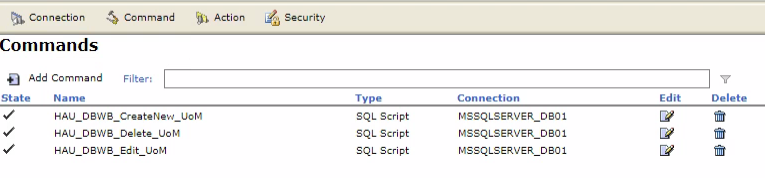 Connection Command Action Security
Commands
Add Command Filter:
State Name Type Connection Edit Delete
HAU_DBWB_CreateNew_UoM SQL Script MSSQLSERVER_DB01
HAU_DBWB_Delete_UoM SQL Script MSSQLSERVER_DB01
HAU_DBWB_Edit_UoM SQL Script MSSQLSERVER_DB01